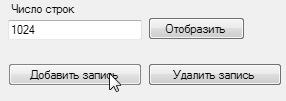 Число строк
1024 Отобразить
Добавить запись Удалить запись